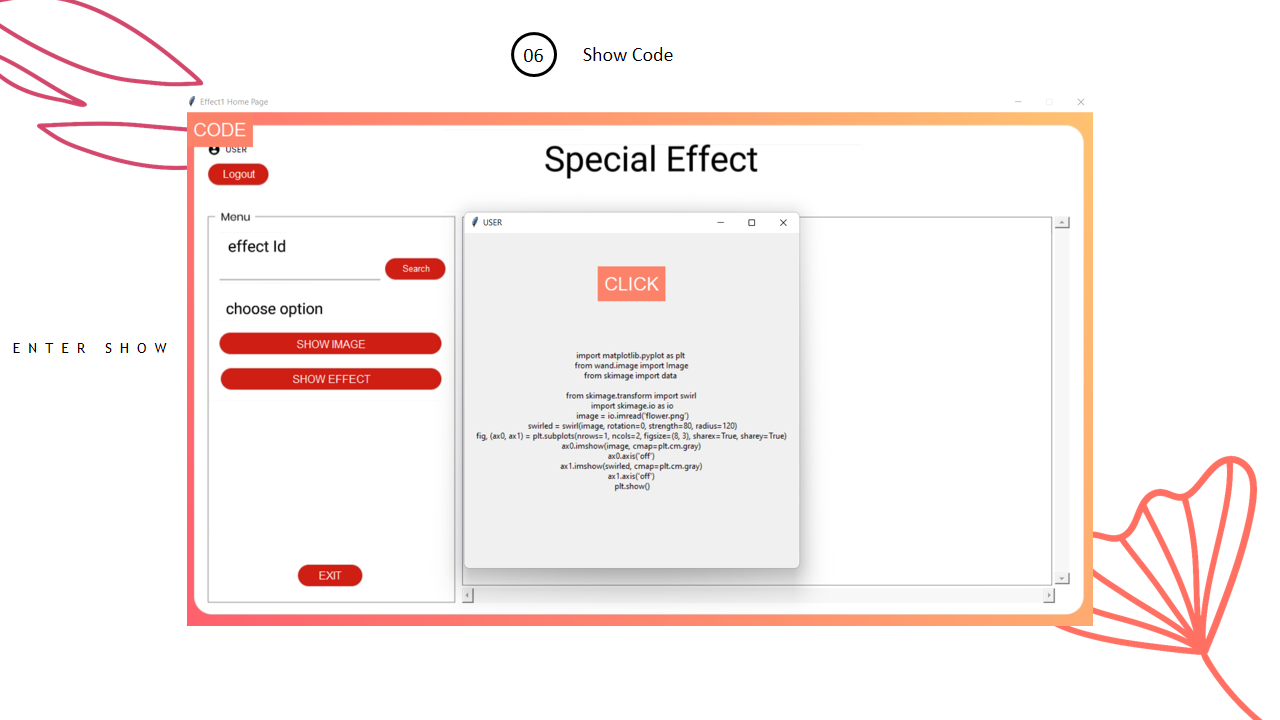 06 Show Code
Effect1 Home Page
CODE
USER
Logout
Special Effect
Menu
effect Id
Search
choose option
SHOW IMAGE
SHOW EFFECT
EXIT
ENTER SHOW
USER
CLICK
import matplotlib.pyplot as plt
from wand.image import Image
from skimage import data
from skimage.transform import swirl
import skimage.io as io
image = io.imread('flower.png')
swirled = swirl(image, rotation=0, strength=80, radius=120)
fig, (ax0, ax1) = plt.subplots(nrows=1, ncols=2, figsize=(8, 3), sharex=True, sharey=True)
ax0.imshow(image, cmap=plt.cm.gray)
ax0.axis('off')
ax1.imshow(swirled, cmap=plt.cm.gray)
ax1.axis('off')
plt.show()